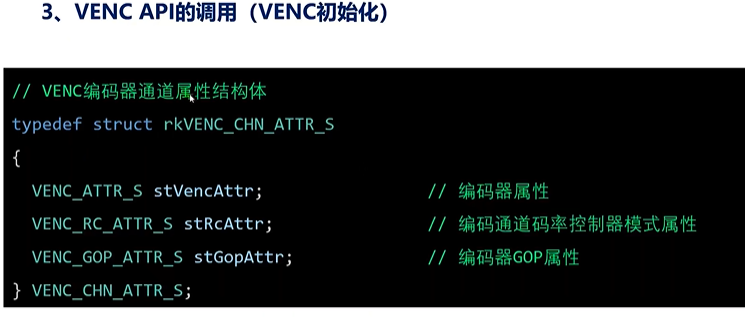 3、VENC API的调用（VENC初始化）
// VENC编码器通道属性结构体
typedef struct rkVENC_CHN_ATTR_S
{
VENC_ATTR_S stVencAttr; // 编码器属性
VENC_RC_ATTR_S stRcAttr; // 编码通道码率控制器模式属性
VENC_GOP_ATTR_S stGopAttr; // 编码器GOP属性
} VENC_CHN_ATTR_S;